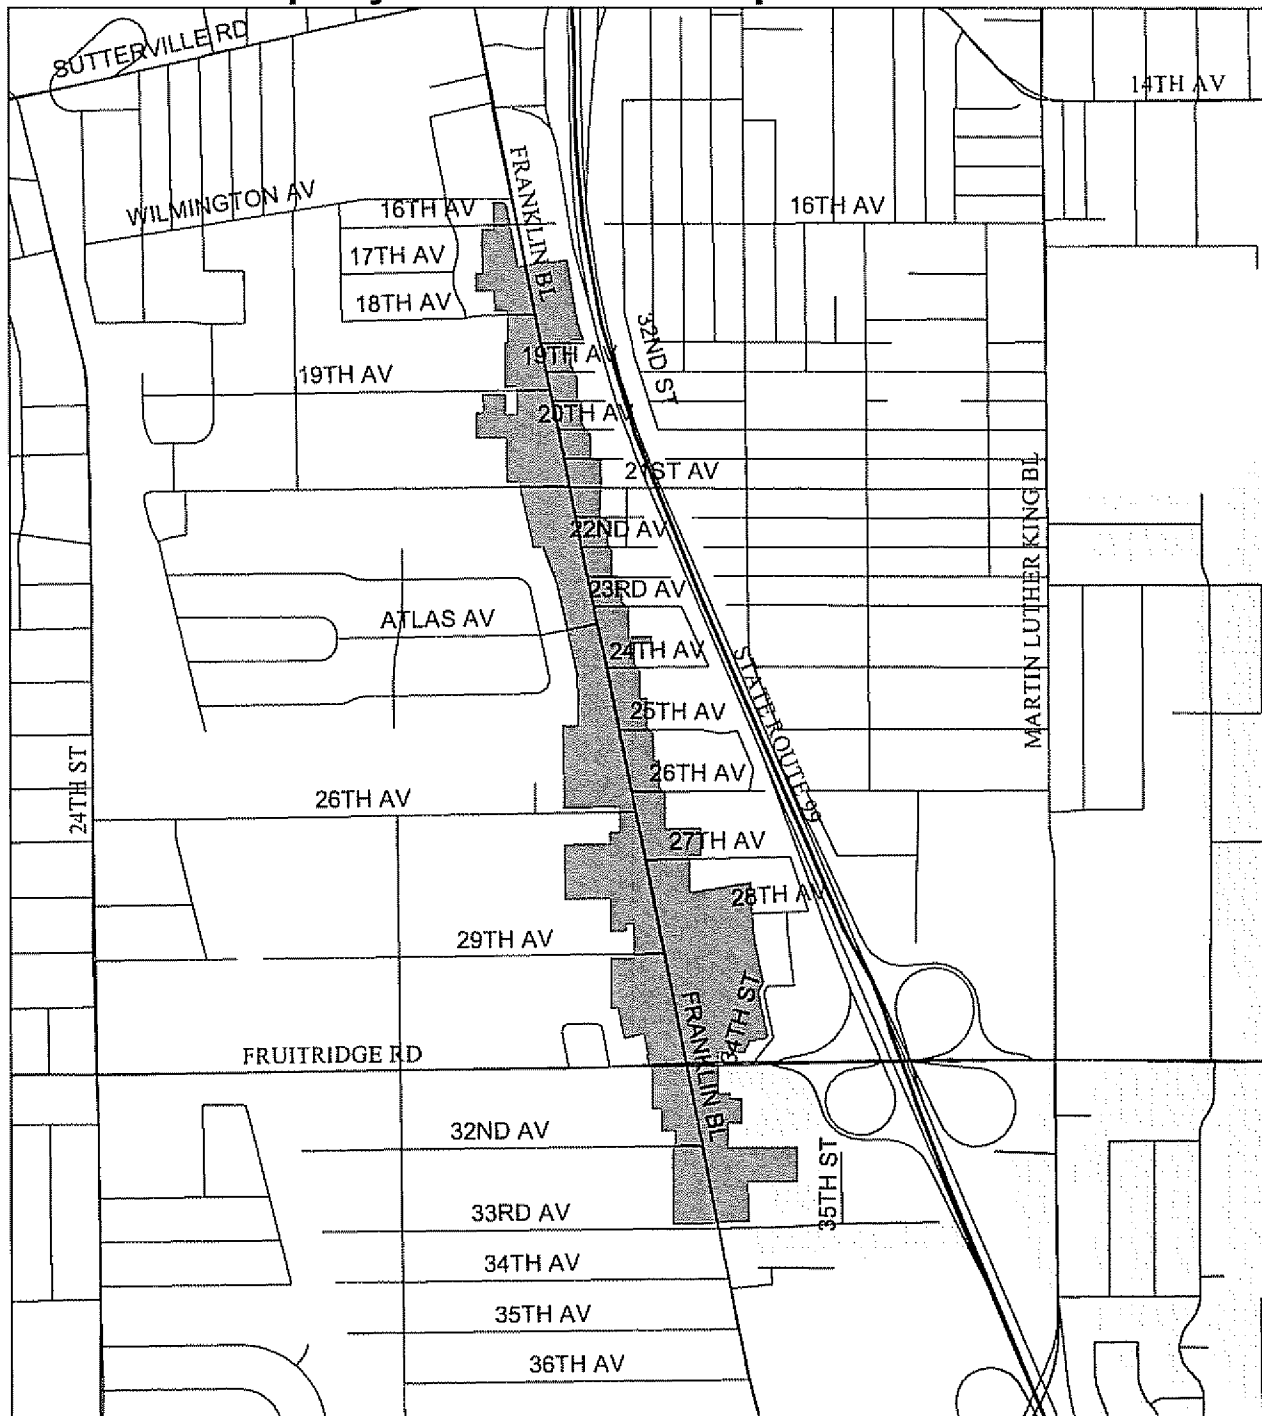 SUTTERVILLE RD
14TH AV
FRANKLIN BL
WILMINGTON AV
16TH AV
16TH AV
17TH AV
18TH AV
32ND ST
19TH AV
19TH AV
20TH AV
21ST AV
MARTIN LUTHER KING BL
22ND AV
23RD AV
ATLAS AV
24TH AV
STATE ROUTE 99
25TH AV
24TH ST
26TH AV
26TH AV
27TH AV
28TH AV
29TH AV
34TH ST
FRANKLIN BL
FRUITRIDGE RD
32ND AV
35TH ST
33RD AV
34TH AV
35TH AV
36TH AV